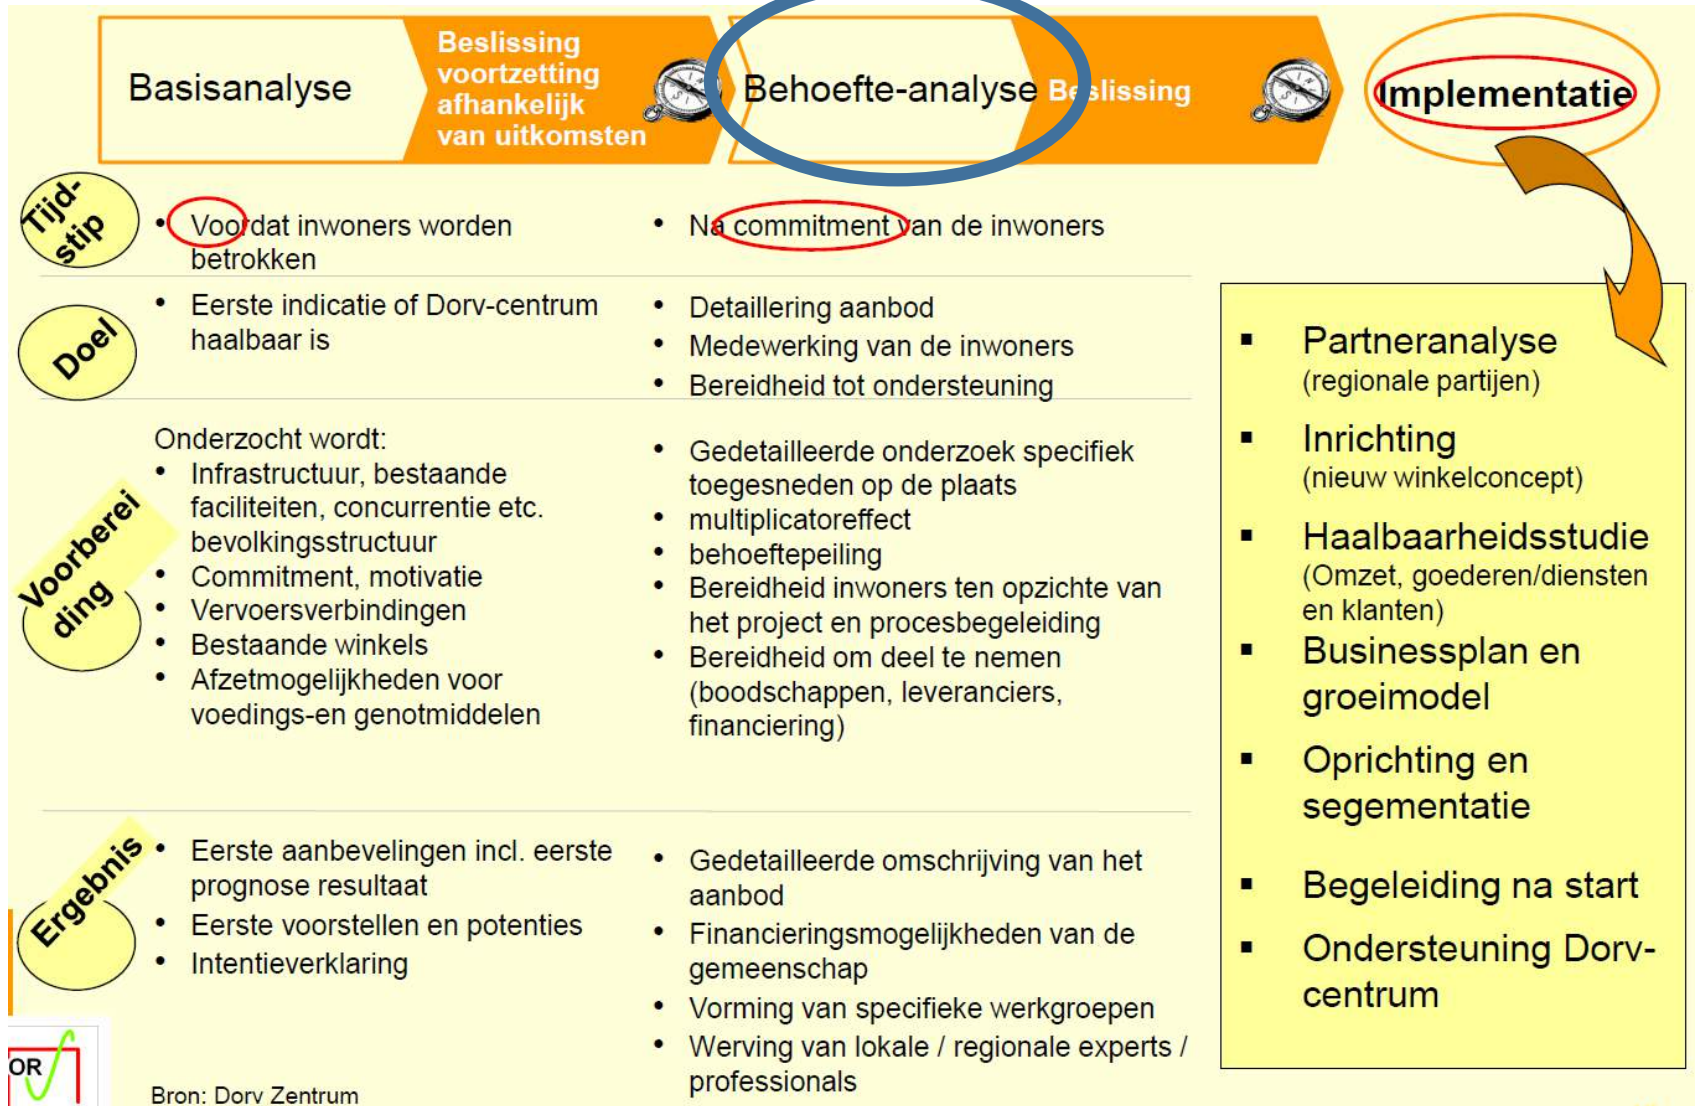 Basisanalyse
Beslissing
voortzetting
afhankelijk
van uitkomsten
Behoefte-analyse
Beslissing
Implementatie
Tijd-
stip
• Voordat inwoners worden
betrokken
• Na commitment van de inwoners
Doel
• Eerste indicatie of Dorv-centrum
haalbaar is
• Detaillering aanbod
• Medewerking van de inwoners
• Bereidheid tot ondersteuning
Voorberei
ding
Onderzocht wordt:
• Infrastructuur, bestaande
faciliteiten, concurrentie etc.
bevolkingsstructuur
• Commitment, motivatie
• Vervoersverbindingen
• Bestaande winkels
• Afzetmogelijkheden voor
voedings-en genotmiddelen
• Gedetailleerde onderzoek specifiek
toegesneden op de plaats
• multiplicatoreffect
• behoeftepeiling
• Bereidheid inwoners ten opzichte van
het project en procesbegeleiding
• Bereidheid om deel te nemen
(boodschappen, leveranciers,
financiering)
Ergebnis
• Eerste aanbevelingen incl. eerste
prognose resultaat
• Eerste voorstellen en potenties
• Intentieverklaring
• Gedetailleerde omschrijving van het
aanbod
• Financieringsmogelijkheden van de
gemeenschap
• Vorming van specifieke werkgroepen
• Werving van lokale / regionale experts /
professionals
▪ Partneranalyse
(regionale partijen)
▪ Inrichting
(nieuw winkelconcept)
▪ Haalbaarheidsstudie
(Omzet, goederen/diensten
en klanten)
▪ Businessplan en
groeimodel
▪ Oprichting en
segementatie
▪ Begeleiding na start
▪ Ondersteuning Dorv-
centrum
OR
Bron: Dorv Zentrum